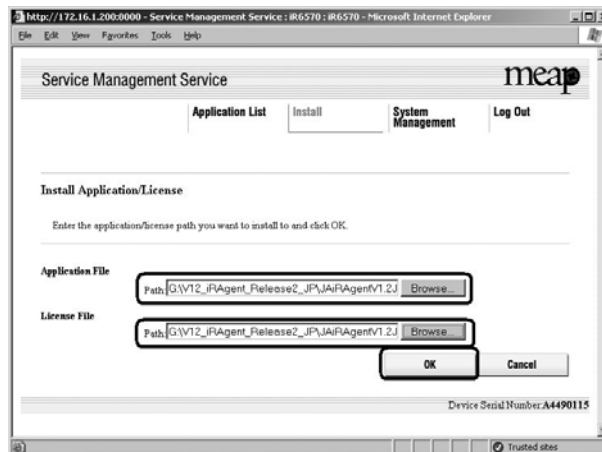 http://172.16.1.200:0000 - Service Management Service : iR6570 : iR6570 - Microsoft Internet Explorer
File Edit View Favorites Tools Help
Service Management Service
meap
Application List Install System Management Log Out
Install Application/License
Enter the application/license path you want to install to and click OK.
Application File
Path: G:\V12_iRAgent_Release2_JP\JAiRAgentV1.2J Browse...
License File
Path: G:\V12_iRAgent_Release2_JP\JAiRAgentV1.2J Browse...
OK Cancel
Device Serial Number:A4490115
Trusted sites